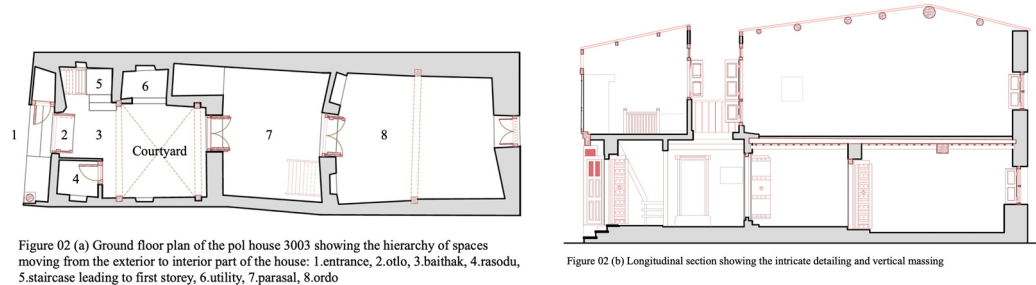 1
2
3
4
5
6
Courtyard
7
8
Figure 02 (a) Ground floor plan of the pol house 3003 showing the hierarchy of spaces
moving from the exterior to interior part of the house: 1.entrance, 2.otlo, 3.baithak, 4.rasodu,
5.staircase leading to first storey, 6.utility, 7.parasal, 8.ordo
Figure 02 (b) Longitudinal section showing the intricate detailing and vertical massing